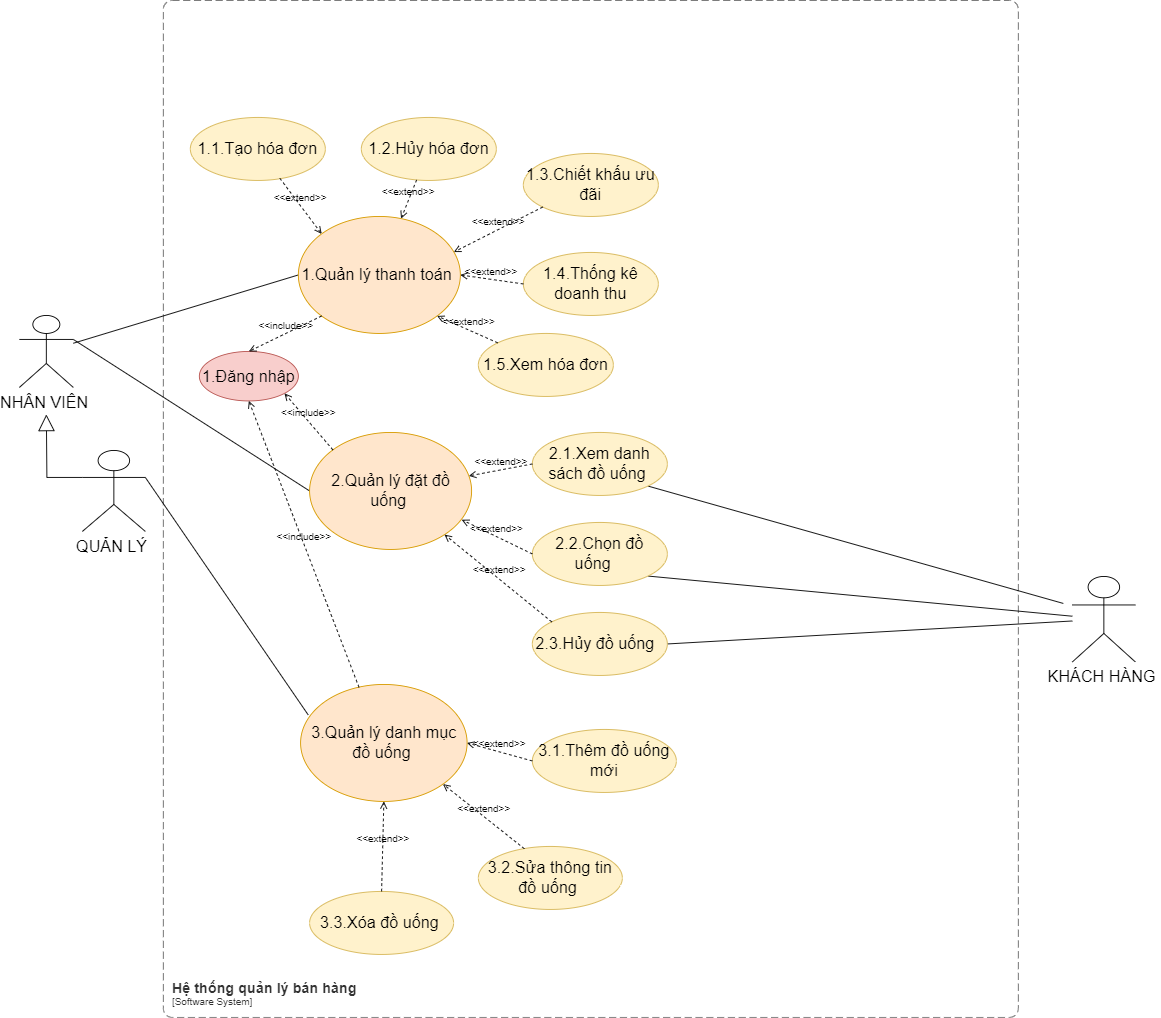 1.1.Tạo hóa đơn
1.2.Hủy hóa đơn
1.3.Chiết khấu ưu
đãi
<<extend>>
<<extend>>
<<extend>>
1.Quản lý thanh toán
<<extend>>
1.4.Thống kê
doanh thu
<<include>>
<<extend>>
1.5.Xem hóa đơn
NHÂN VIÊN
1.Đăng nhập
<<include>>
2.Quản lý đặt đồ
uống
<<extend>>
2.1.Xem danh
sách đồ uống
<<extend>>
2.2.Chọn đồ
uống
QUẢN LÝ
<<include>>
<<extend>>
2.3.Hủy đồ uống
KHÁCH HÀNG
3.Quản lý danh mục
đồ uống
<<extend>>
3.1.Thêm đồ uống
mới
<<extend>>
<<extend>>
3.2.Sửa thông tin
đồ uống
3.3.Xóa đồ uống
Hệ thống quản lý bán hàng
[Software System]